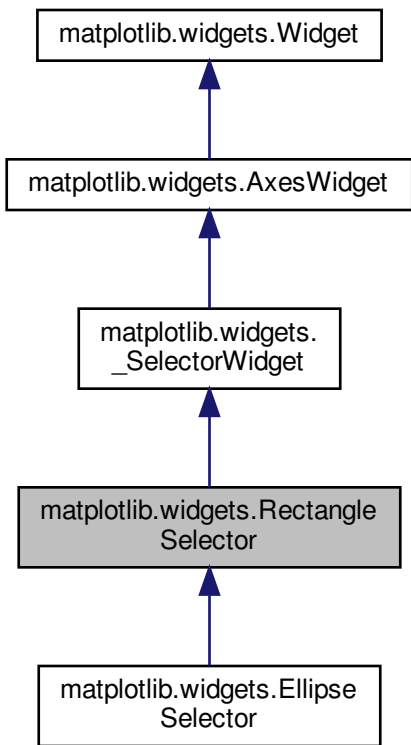 matplotlib.widgets.Widget
matplotlib.widgets.AxesWidget
matplotlib.widgets.
_SelectorWidget
matplotlib.widgets.Rectangle
Selector
matplotlib.widgets.Ellipse
Selector